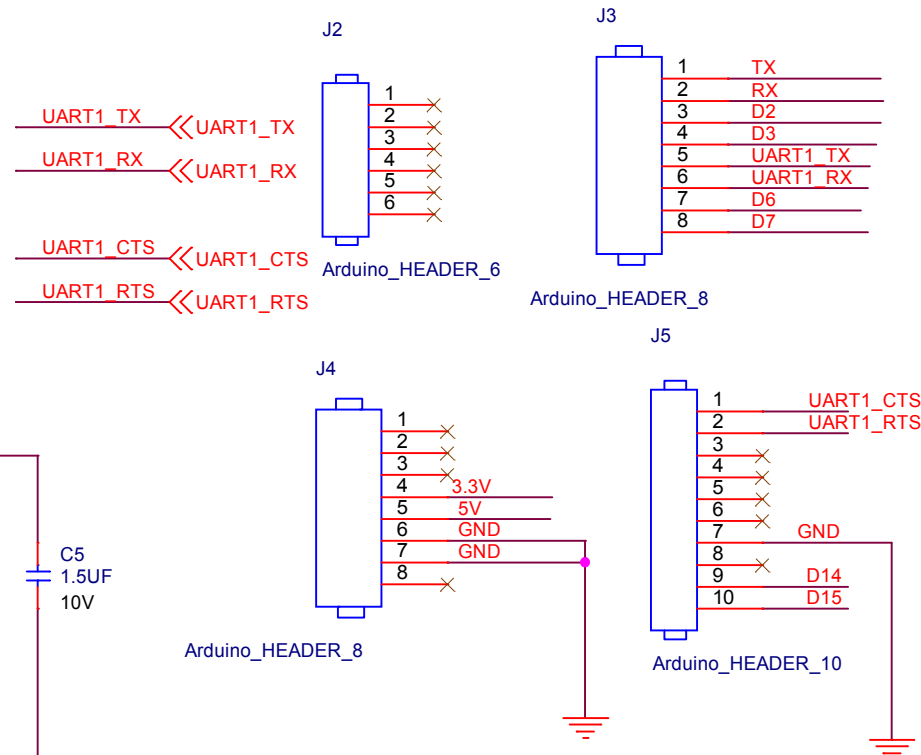 UART1_TX
UART1_TX
UART1_RX
UART1_RX
UART1_CTS
UART1_CTS
UART1_RTS
UART1_RTS
J2
1
2
3
4
5
6
Arduino_HEADER_6
J3
1 TX
2 RX
3 D2
4 D3
5 UART1_TX
6 UART1_RX
7 D6
8 D7
Arduino_HEADER_8
C5
1.5UF
10V
J4
1
2
3
4 3.3V
5 5V
6 GND
7 GND
8
Arduino_HEADER_8
J5
1 UART1_CTS
2 UART1_RTS
3
4
5
6
7 GND
8
9 D14
10 D15
Arduino_HEADER_10